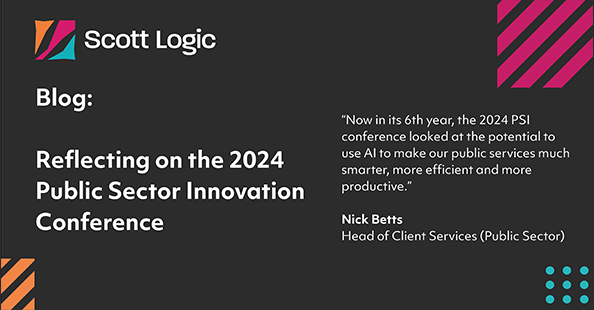 Scott Logic
Blog:
Reflecting on the 2024
Public Sector Innovation
Conference
“Now in its 6th year, the 2024 PSI
conference looked at the potential to
use AI to make our public services much
smarter, more efficient and more
productive.”
Nick Betts
Head of Client Services (Public Sector)